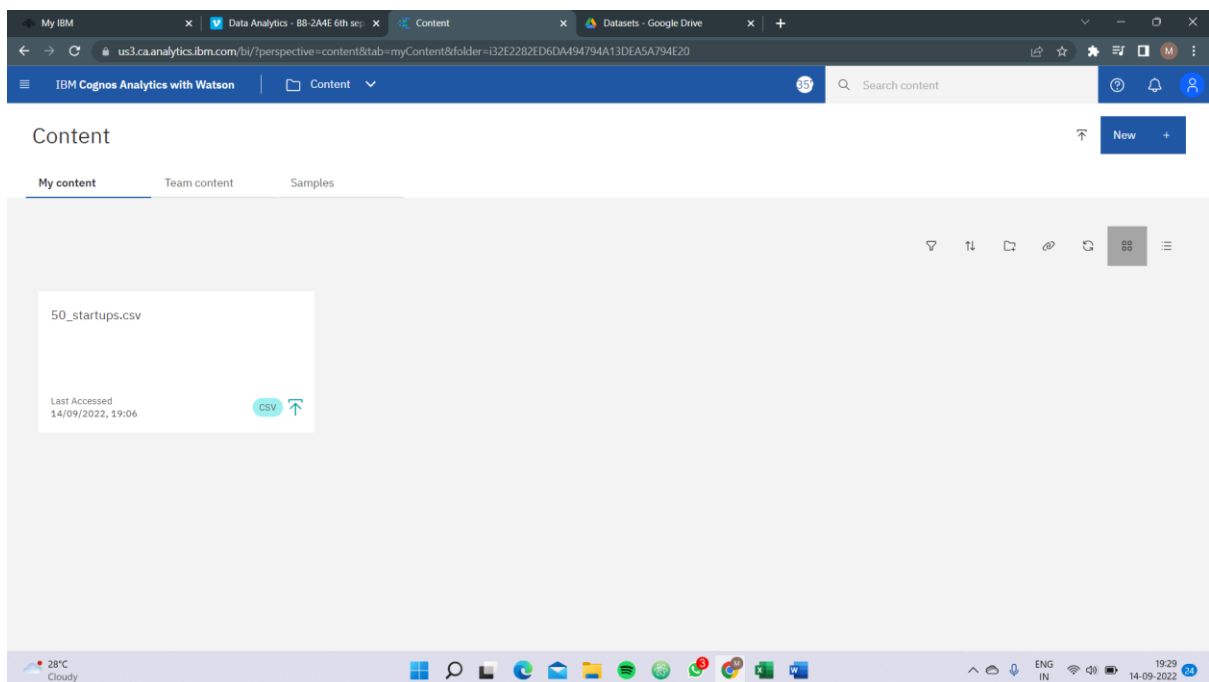 My IBM
Data Analytics - B8-2A4E 6th sep
Content
Datasets - Google Drive
us3.ca.analytics.ibm.com/bi/?perspective=content&tab=myContent&folder=i32E2282ED6DA494794A13DEA5A794E20
M
IBM Cognos Analytics with Watson
Content
Search content
Content
New +
My content
Team content
Samples
50_startups.csv
Last Accessed
14/09/2022, 19:06
CSV
28°C
Cloudy
3
ENG
IN
19:29
14-09-2022
24